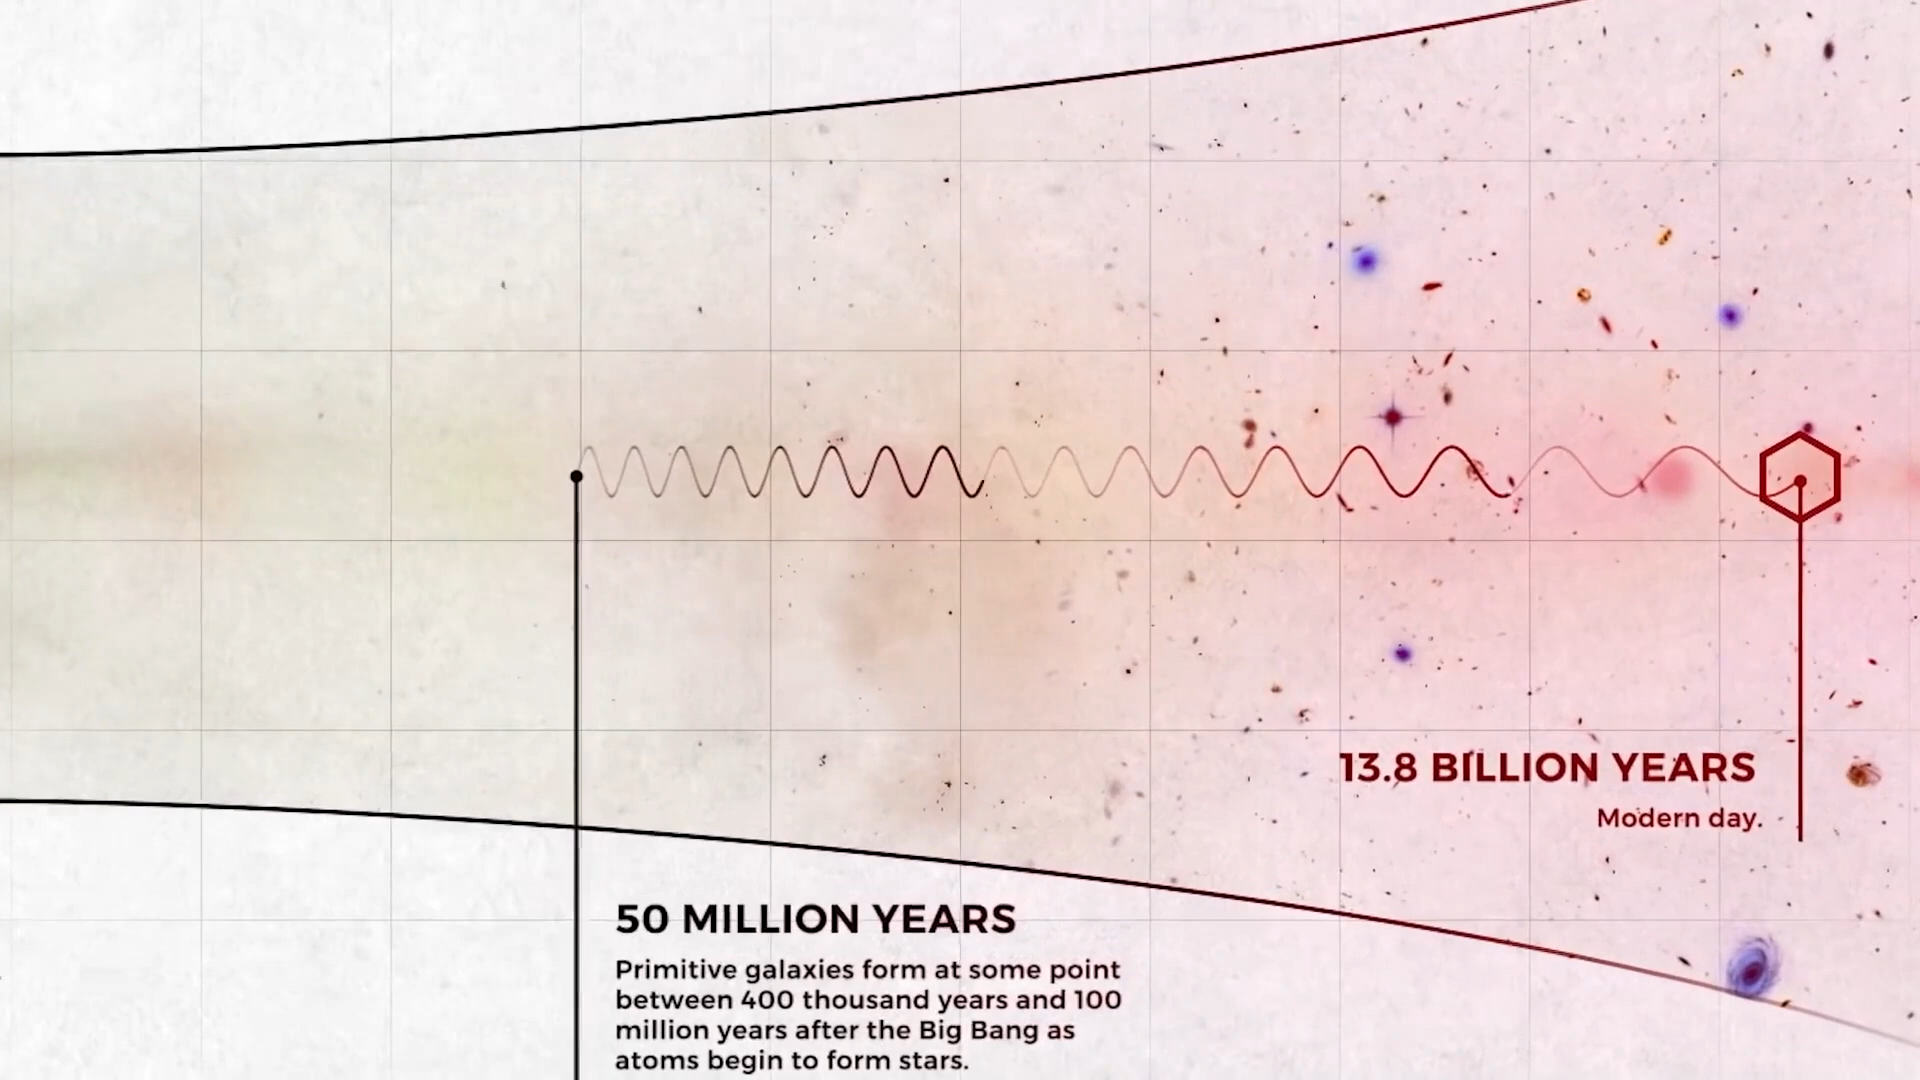 13.8 BILLION YEARS
Modern day.
50 MILLION YEARS
Primitive galaxies form at some point
between 400 thousand years and 100
million years after the Big Bang as
atoms begin to form stars.